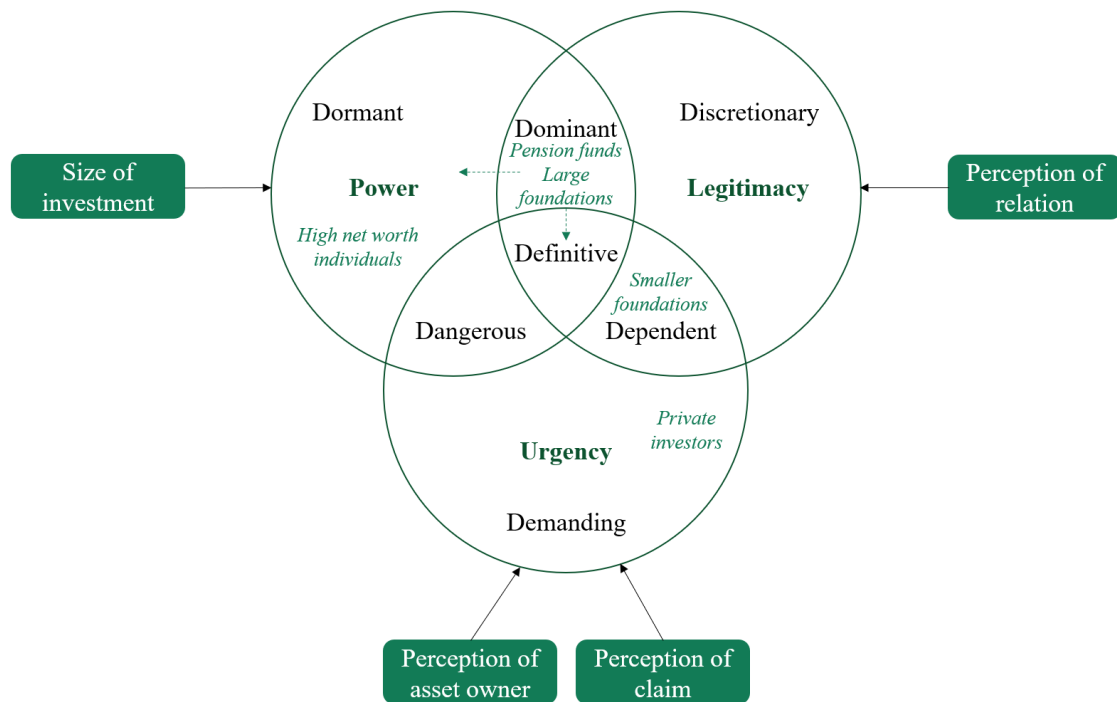 Dormant
Dominant
Discretionary
Pension funds
Large
foundations
Size of
investment
Power
Legitimacy
Perception of
relation
High net worth
individuals
Definitive
Smaller
foundations
Dangerous
Dependent
Private
investors
Urgency
Demanding
Perception of
asset owner
Perception of
claim